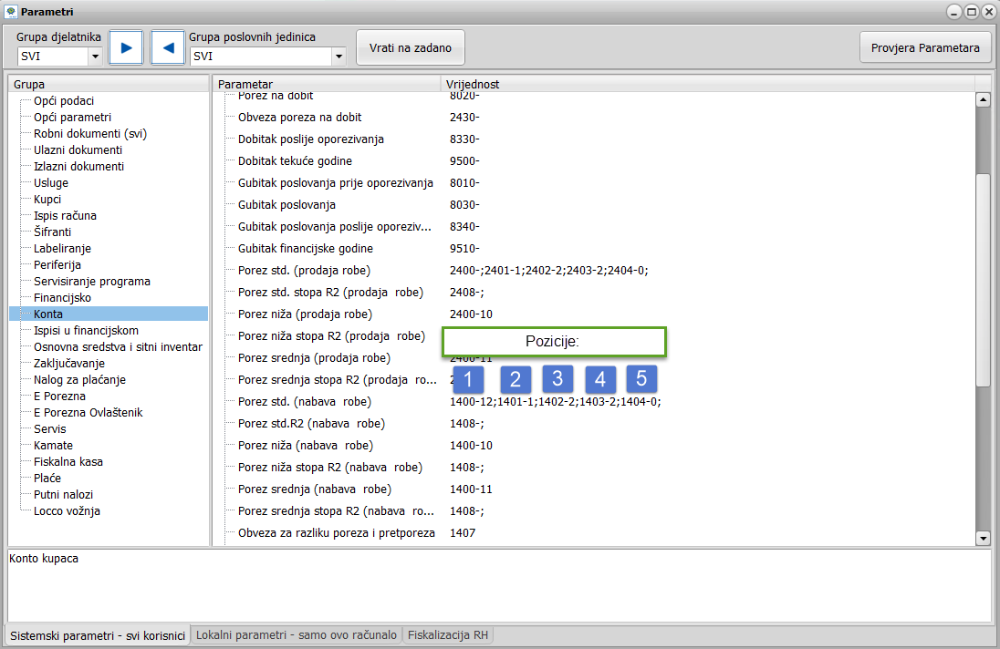 Parametri
Grupa djelatnika
Grupa poslovnih jedinica
SVI
SVI
Vrati na zadano
Provjera Parametara
Grupa
Opći podaci
Opći parametri
Robni dokumenti (svi)
Ulazni dokumenti
Izlazni dokumenti
Usluge
Kupci
Ispis računa
Šifranti
Labeliranje
Periferija
Servisiranje programa
Financijsko
Konta
Ispisi u financijskom
Osnovna sredstva i sitni inventar
Zaključavanje
Nalog za plaćanje
E Porezna
E Porezna Ovlaštenik
Servis
Kamate
Fiskalna kasa
Plaće
Putni nalozi
Locco vožnja
Parametar Vrijednost
Porez na dobit 8020-
Obveza poreza na dobit 2430-
Dobitak poslije oporezivanja 8330-
Dobitak tekuće godine 9500-
Gubitak poslovanja prije oporezivanja 8010-
Gubitak poslovanja 8030-
Gubitak poslovanja poslije oporeziv... 8340-
Gubitak financijske godine 9510-
Porez std. (prodaja robe) 2400-;2401-1;2402-2;2403-2;2404-0;
Porez std. stopa R2 (prodaja robe) 2408-;
Porez niža (prodaja robe) 2400-10
Porez niža stopa R2 (prodaja robe)
Pozicije:
Porez srednja (prodaja robe) 2400-11
Porez srednja stopa R2 (prodaja ro...
1 2 3 4 5
Porez std. (nabava robe) 1400-12;1401-1;1402-2;1403-2;1404-0;
Porez std.R2 (nabava robe) 1408-;
Porez niža (nabava robe) 1400-10
Porez niža stopa R2 (nabava robe) 1408-;
Porez srednja (nabava robe) 1400-11
Porez srednja stopa R2 (nabava ro... 1408-;
Obveza za razliku poreza i pretporeza 1407
Konto kupaca
Sistemski parametri - svi korisnici
Lokalni parametri - samo ovo računalo
Fiskalizacija RH